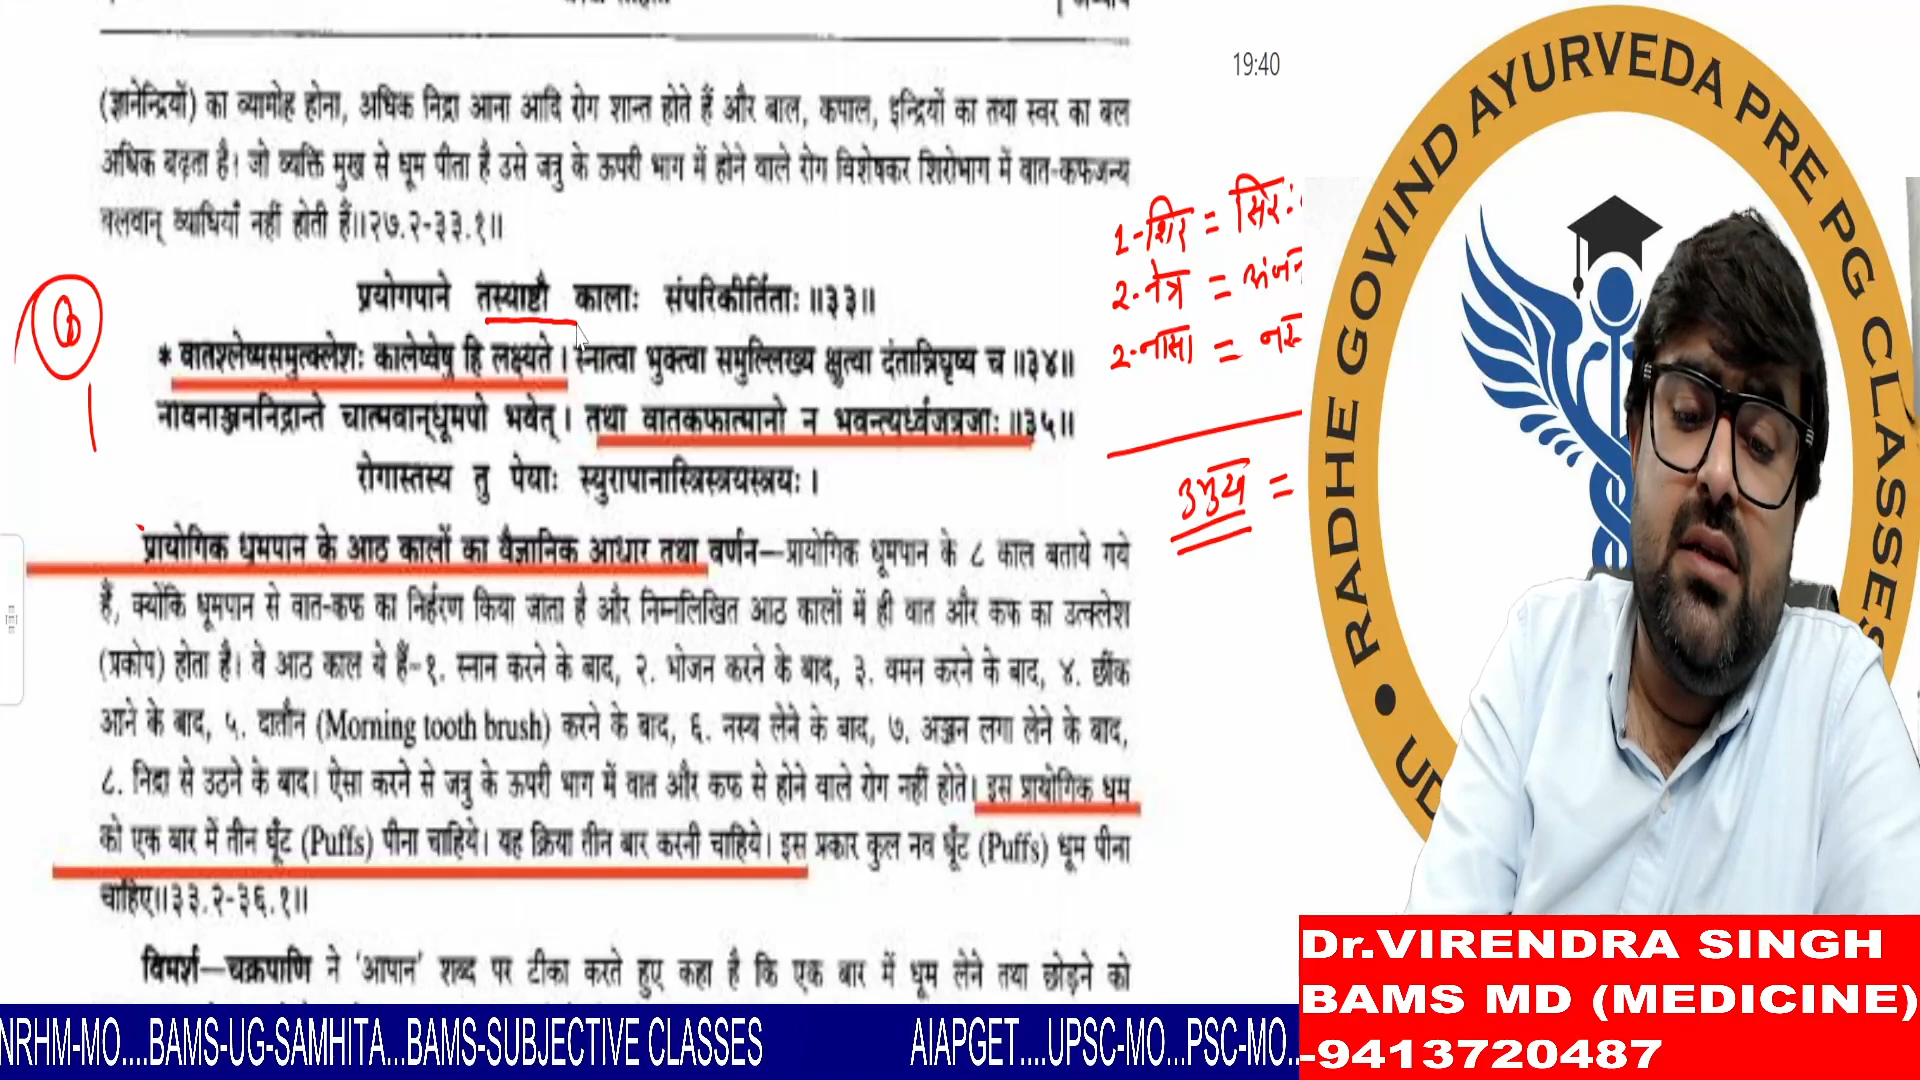 (ज्ञानेन्द्रियों) का व्यामोह होना, अधिक निद्रा आना आदि रोग शान्त होते हैं और बाल, कपाल, इन्द्रियों का तथा स्वर का बल
अधिक बढ़ता है। जो व्यक्ति मुख से धूम पीता है उसे जत्रु के ऊपरी भाग में होने वाले रोग विशेषकर शिरोभाग में वात-कफजन्य
बलवान् व्याधियाँ नहीं होती हैं॥२७.२-३३.१॥
प्रयोगपाने तस्याष्टौ कालाः संपरिकीर्तिताः॥३३॥
* वातश्लेष्मसमुत्क्लेशः कालेष्वेषु हि लक्ष्यते। स्नात्वा भुक्त्वा समुल्लिख्य क्षुत्वा दंतान्निघृष्य च॥३४॥
नावनाञ्जननिद्रान्ते चात्मवान्धूमपो भवेत्। तथा वातकफात्मानो न भवन्त्यूर्ध्वजत्रुजाः॥३५॥
रोगास्तस्य तु पेयाः स्युरापानास्त्रिस्त्रयस्त्रयः।
प्रायोगिक धूमपान के आठ कालों का वैज्ञानिक आधार तथा वर्णन—प्रायोगिक धूमपान के ८ काल बताये गये
हैं, क्योंकि धूमपान से वात-कफ का निर्हरण किया जाता है और निम्नलिखित आठ कालों में ही वात और कफ का उत्क्लेश
(प्रकोप) होता है। वे आठ काल ये हैं-१. स्नान करने के बाद, २. भोजन करने के बाद, ३. वमन करने के बाद, ४. छींक
आने के बाद, ५. दातौन (Morning tooth brush) करने के बाद, ६. नस्य लेने के बाद, ७. अञ्जन लगा लेने के बाद,
८. निद्रा से उठने के बाद। ऐसा करने से जत्रु के ऊपरी भाग में वात और कफ से होने वाले रोग नहीं होते। इस प्रायोगिक धूम
को एक बार में तीन घूँट (Puffs) पीना चाहिये। यह क्रिया तीन बार करनी चाहिये। इस प्रकार कुल नव घूँट (Puffs) धूम पीना
चाहिए॥३३.२-३६.१॥
विमर्श—चक्रपाणि ने 'आपान' शब्द पर टीका करते हुए कहा है कि एक बार में धूम लेने तथा छोड़ने को
19:40
1-शिर = सिर:
2-नेत्र = अंजन
2-नासा = नस्
RADHE GOVIND AYURVEDA PRE PG CLASSES
UD
Dr.VIRENDRA SINGH
BAMS MD (MEDICINE)
-9413720487
NRHM-MO....BAMS-UG-SAMHITA...BAMS-SUBJECTIVE CLASSES AIAPGET....UPSC-MO...PSC-MO..